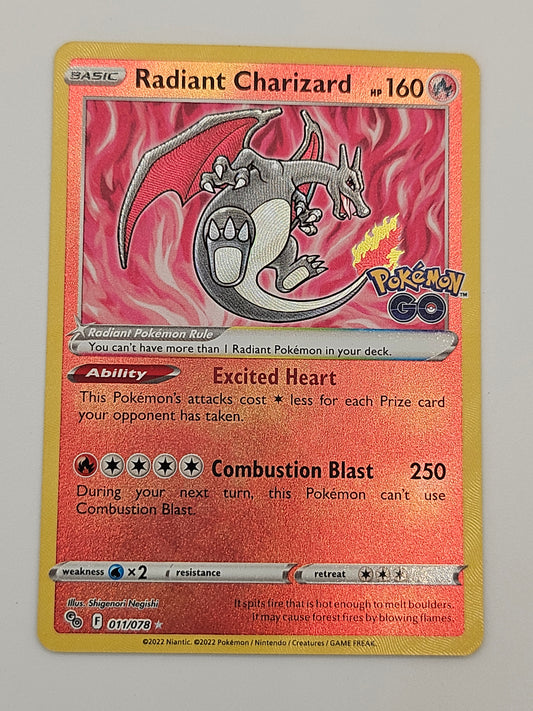 BASIC Radiant Charizard HP 160
Pokémon GO™
Radiant Pokémon Rule
You can't have more than 1 Radiant Pokémon in your deck.
Ability Excited Heart
This Pokémon's attacks cost less for each Prize card
your opponent has taken.
Combustion Blast 250
During your next turn, this Pokémon can't use
Combustion Blast.
weakness ×2 resistance retreat
Illus. Shigenori Negishi
It spits fire that is hot enough to melt boulders.
It may cause forest fires by blowing flames.
GO F 011/078
©2022 Niantic. ©2022 Pokémon / Nintendo / Creatures / GAME FREAK.